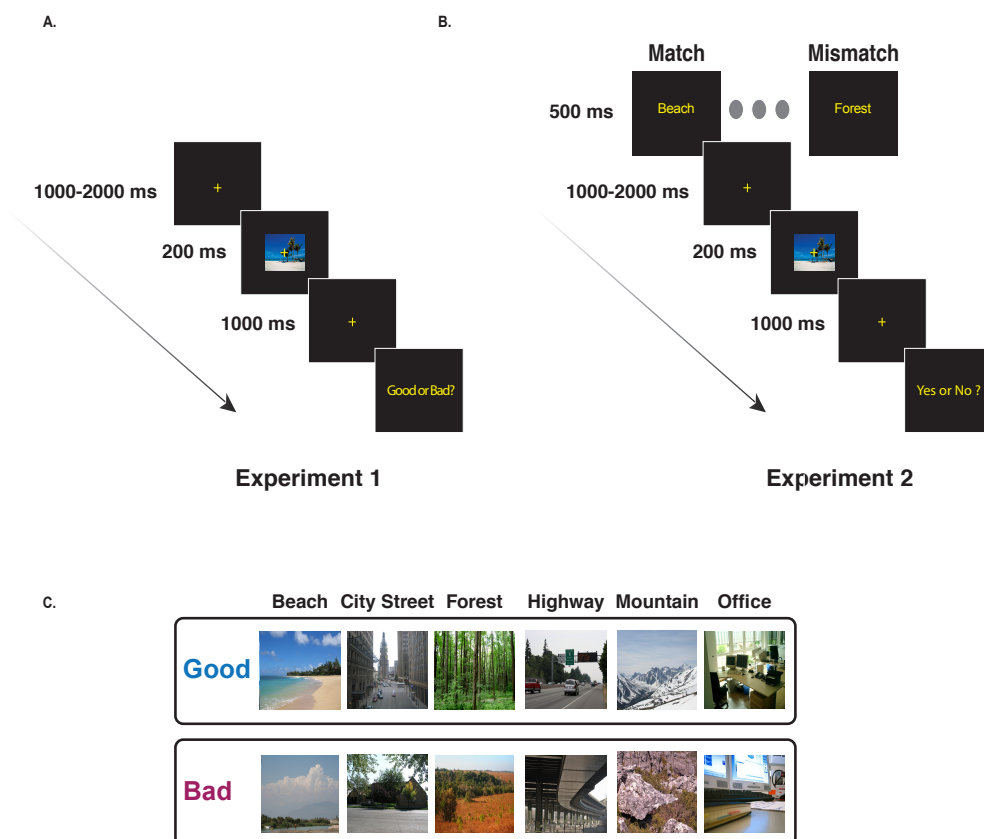 A.
1000-2000 ms
+
200 ms
+
1000 ms
+
Good or Bad?
Experiment 1
B.
Match
Mismatch
500 ms
Beach
Forest
1000-2000 ms
+
200 ms
+
1000 ms
+
Yes or No ?
Experiment 2
C.
Beach City Street Forest Highway Mountain Office
Good
Bad